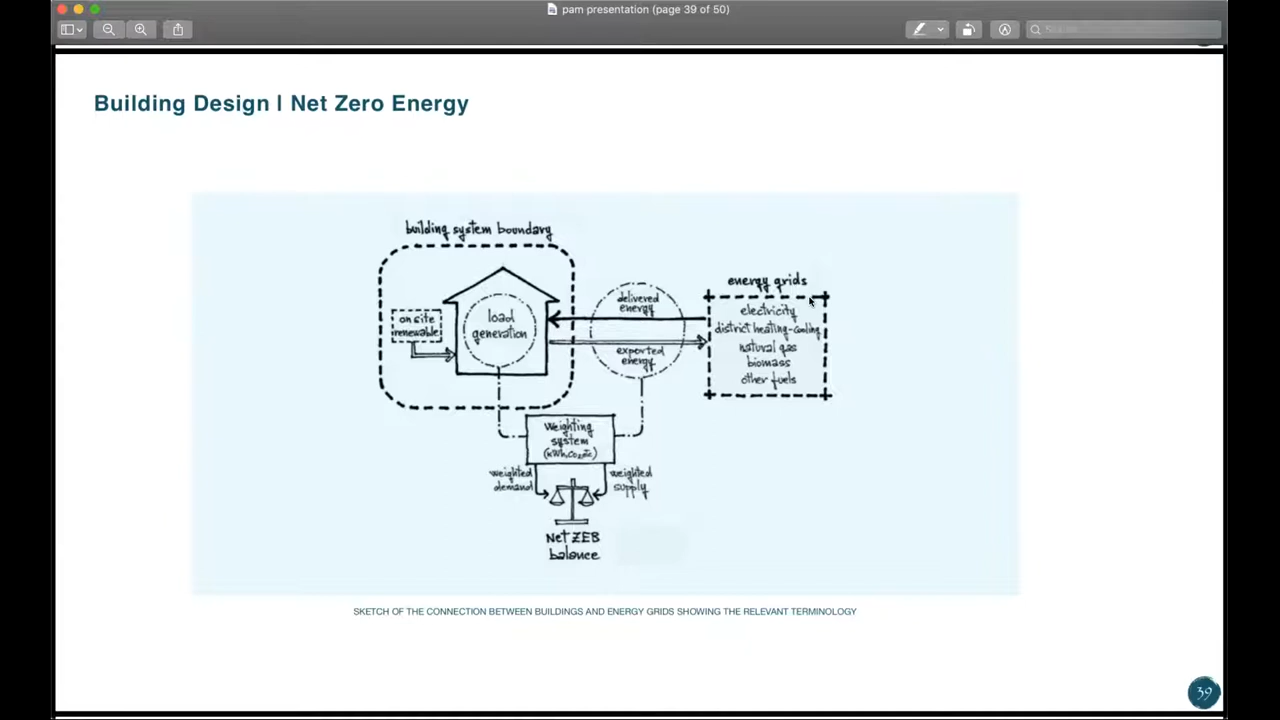 pam presentation (page 39 of 50)
Building Design | Net Zero Energy
building system boundary
on site
renewable
load
generation
delivered
energy
exported
energy
energy grids
electricity
district heating-cooling
natural gas
biomass
other fuels
Weighting
system
weighted
demand
weighted
supply
Net ZEB
balance
SKETCH OF THE CONNECTION BETWEEN BUILDINGS AND ENERGY GRIDS SHOWING THE RELEVANT TERMINOLOGY
39